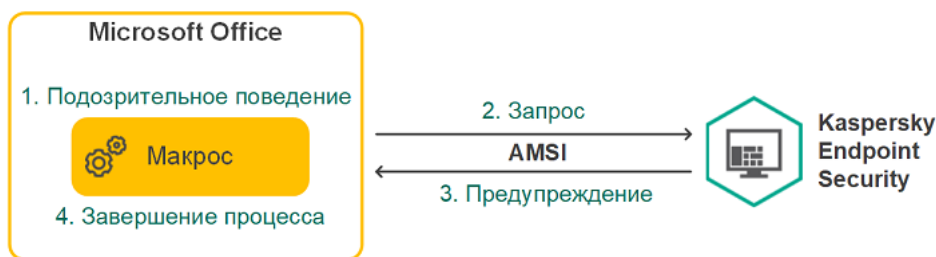 Microsoft Office
1. Подозрительное поведение
Макрос
4. Завершение процесса
2. Запрос
AMSI
3. Предупреждение
Kaspersky
Endpoint
Security